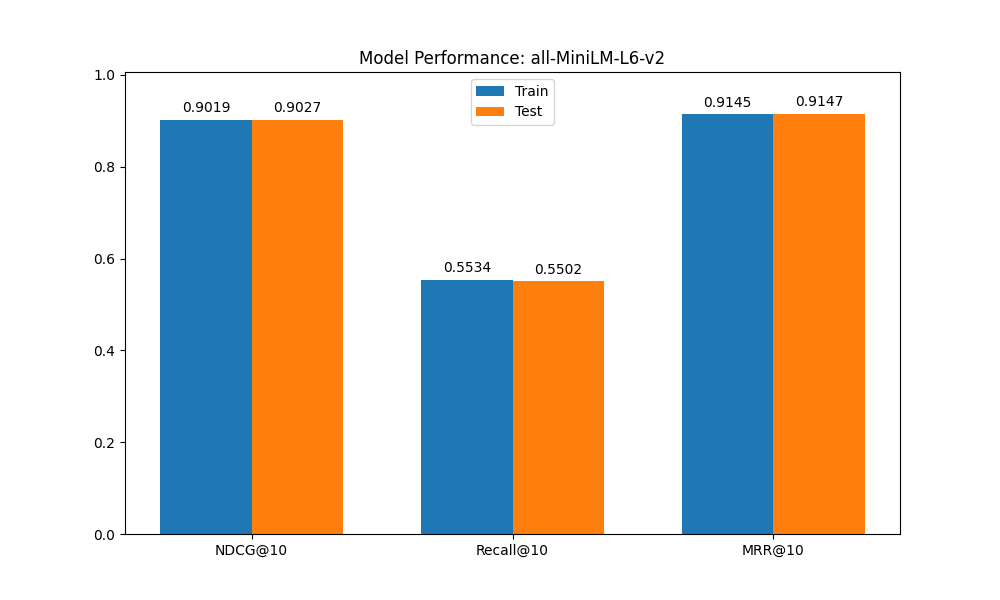 Model Performance: all-MiniLM-L6-v2
1.0
0.8
0.6
0.4
0.2
0.0
Train
Test
0.9019
0.9027
0.5534
0.5502
0.9145
0.9147
NDCG@10
Recall@10
MRR@10